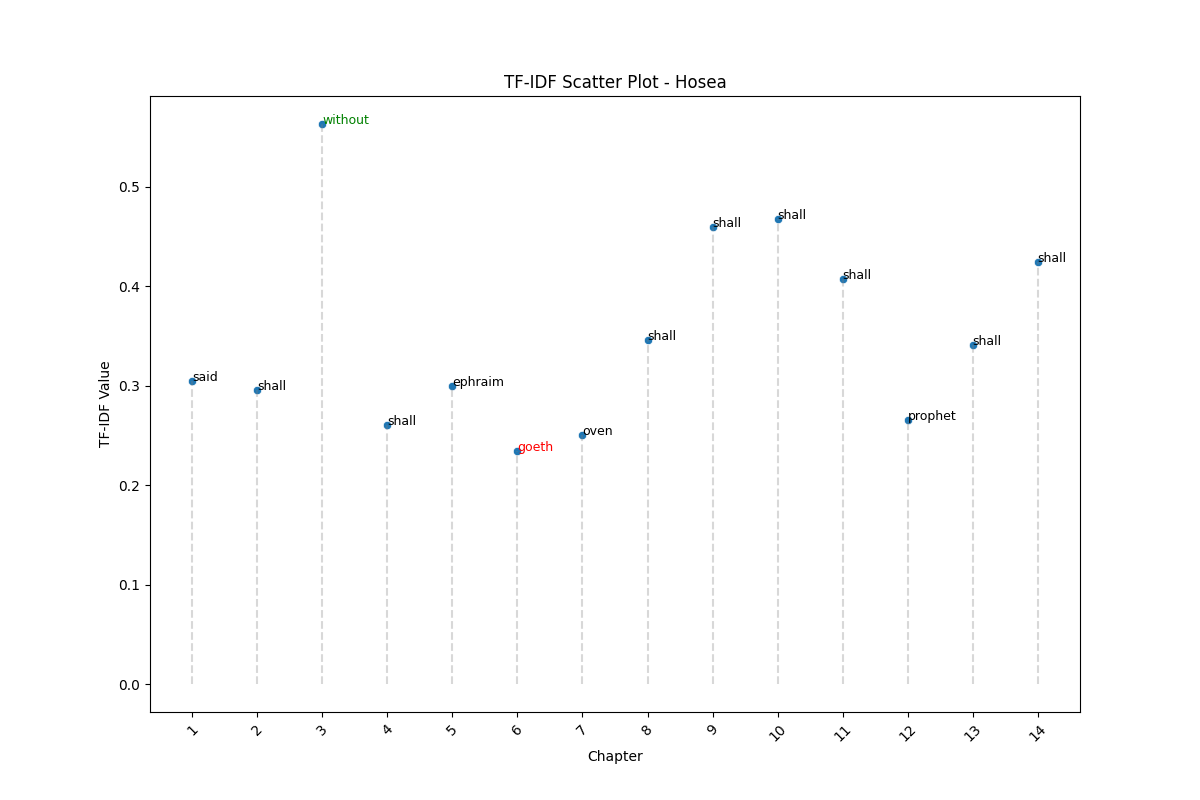 TF-IDF Scatter Plot - Hosea
without
shall
shall
shall
shall
shall
shall
said
shall
ephraim
shall
prophet
oven
goeth
0.5
0.4
0.3
0.2
0.1
0.0
TF-IDF Value
1 2 3 4 5 6 7 8 9 10 11 12 13 14
Chapter